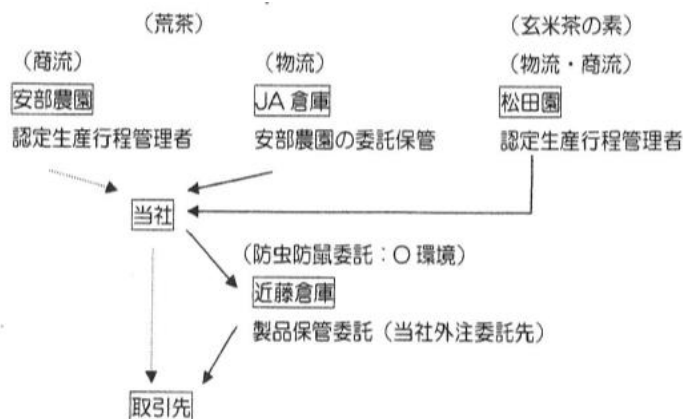 （荒茶）
（玄米茶の素）
（商流）
（物流）
（物流・商流）
安部農園
JA 倉庫
松田園
認定生産行程管理者
安部農園の委託保管
認定生産行程管理者
当社
（防虫防鼠委託：〇 環境）
近藤倉庫
製品保管委託（当社外注委託先）
取引先